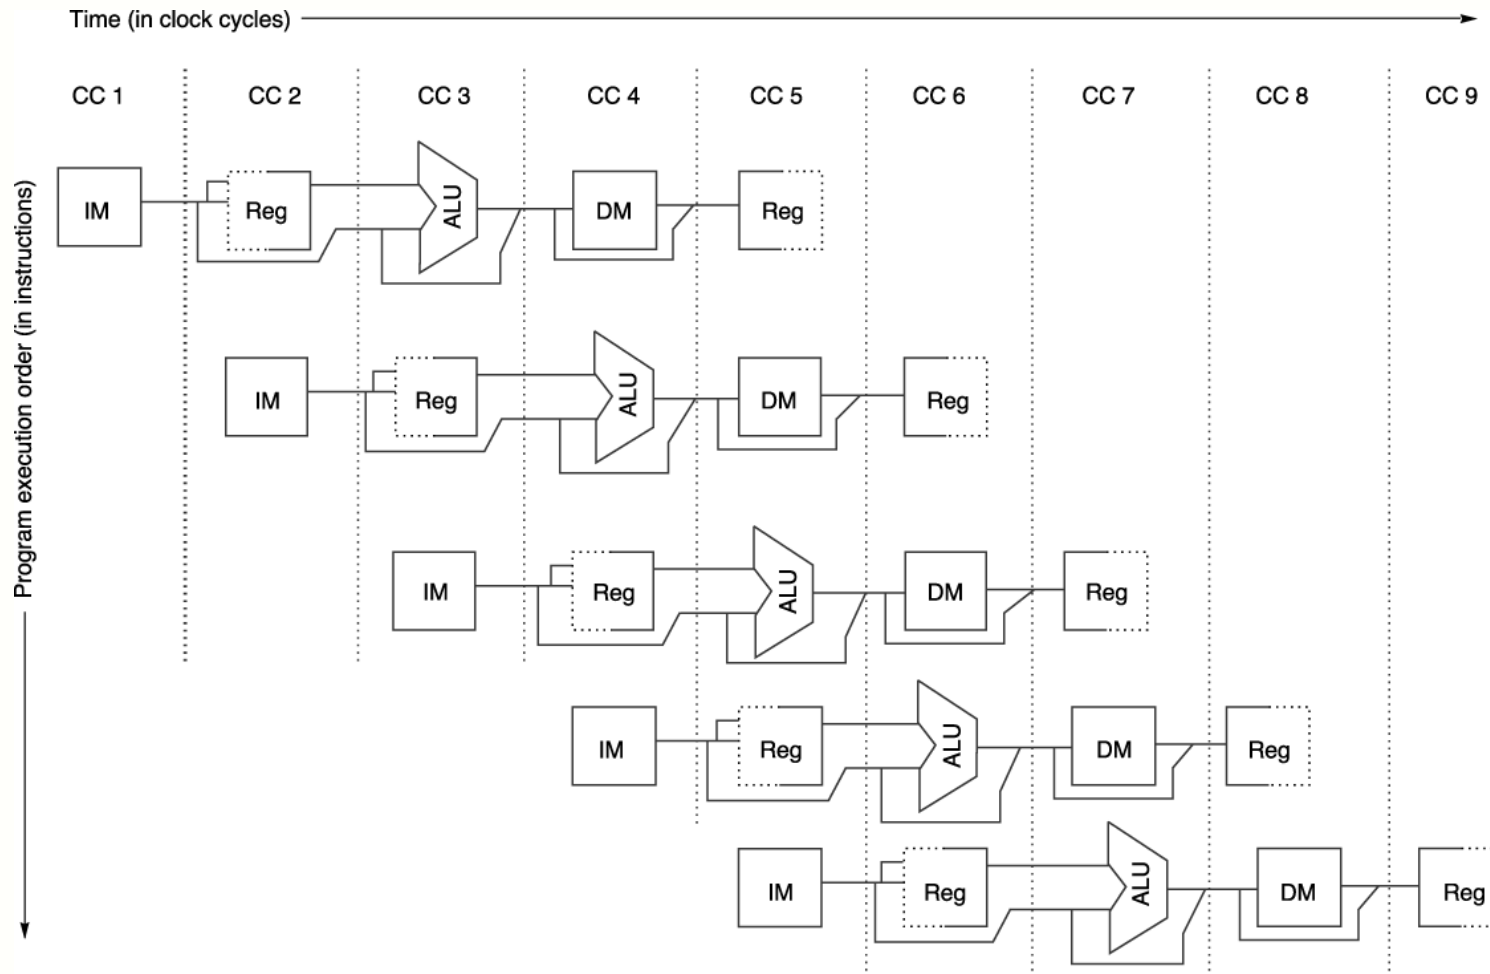 Time (in clock cycles)
CC 1 CC 2 CC 3 CC 4 CC 5 CC 6 CC 7 CC 8 CC 9
Program execution order (in instructions)
IM Reg ALU DM Reg
IM Reg ALU DM Reg
IM Reg ALU DM Reg
IM Reg ALU DM Reg
IM Reg ALU DM Reg